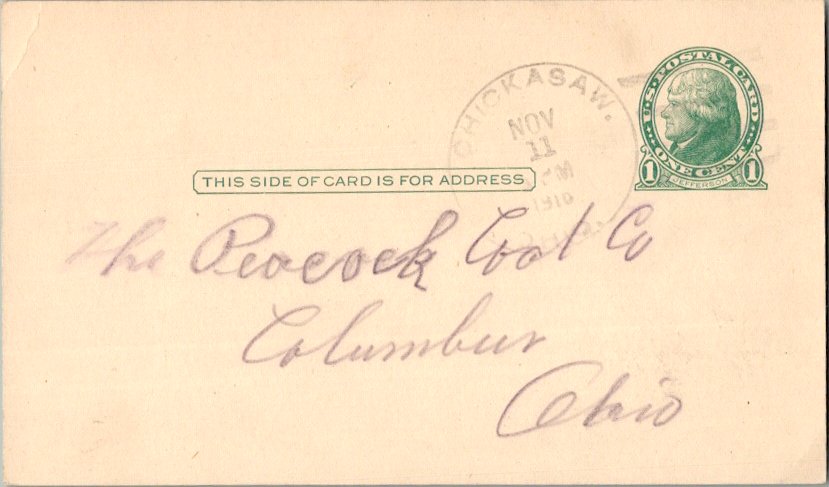 U.S. POSTAL CARD
ONE CENT
1 JEFFERSON 1
CHICKASAW,
NOV
11
M
THIS SIDE OF CARD IS FOR ADDRESS
The Peacock Coal Co
Columbus
Ohio